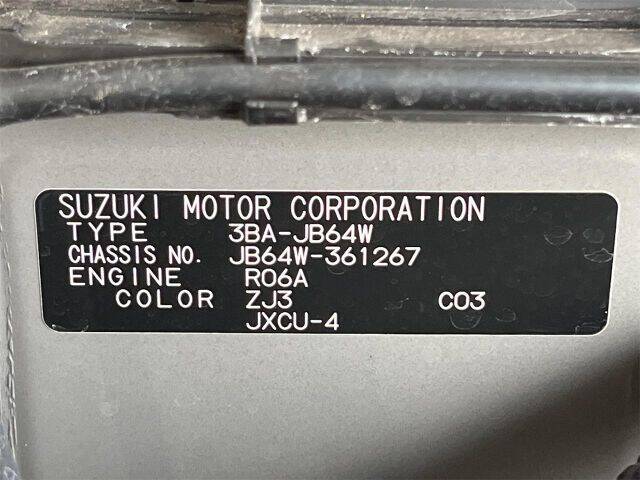 SUZUKI MOTOR CORPORATION
TYPE 3BA-JB64W
CHASSIS NO. JB64W-361267
ENGINE R06A
COLOR ZJ3 C03
JXCU-4